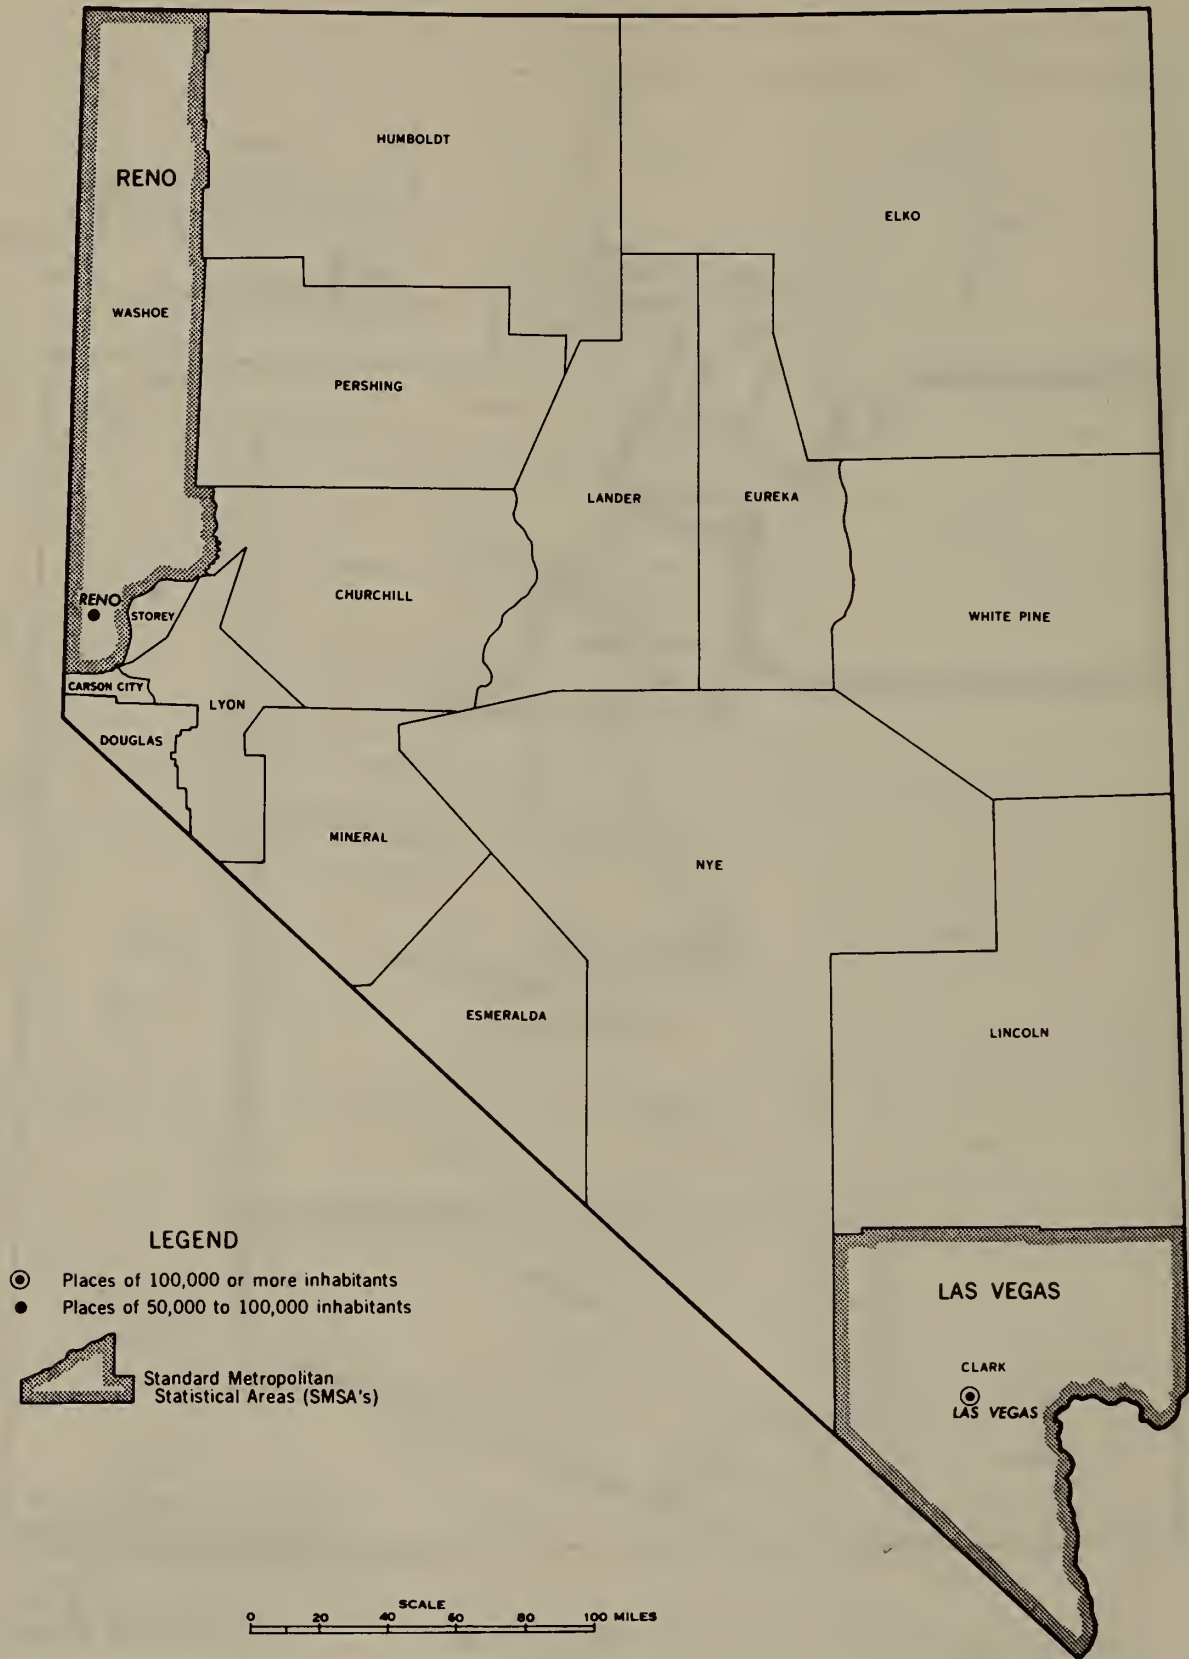 HUMBOLDT
RENO
ELKO
WASHOE
PERSHING
LANDER
EUREKA
CHURCHILL
RENO
STOREY
WHITE PINE
CARSON CITY
LYON
DOUGLAS
MINERAL
NYE
ESMERALDA
LINCOLN
LEGEND
Places of 100,000 or more inhabitants
Places of 50,000 to 100,000 inhabitants
Standard Metropolitan
Statistical Areas (SMSA's)
LAS VEGAS
CLARK
LAS VEGAS
SCALE
0 20 40 60 80 100 MILES